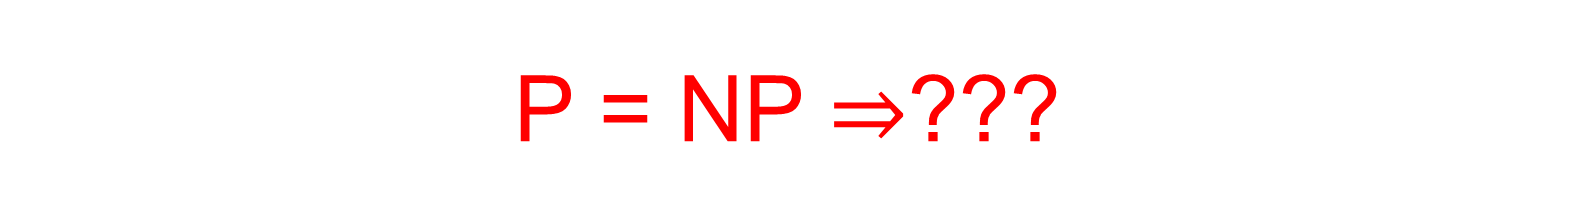 P = NP ⇒???